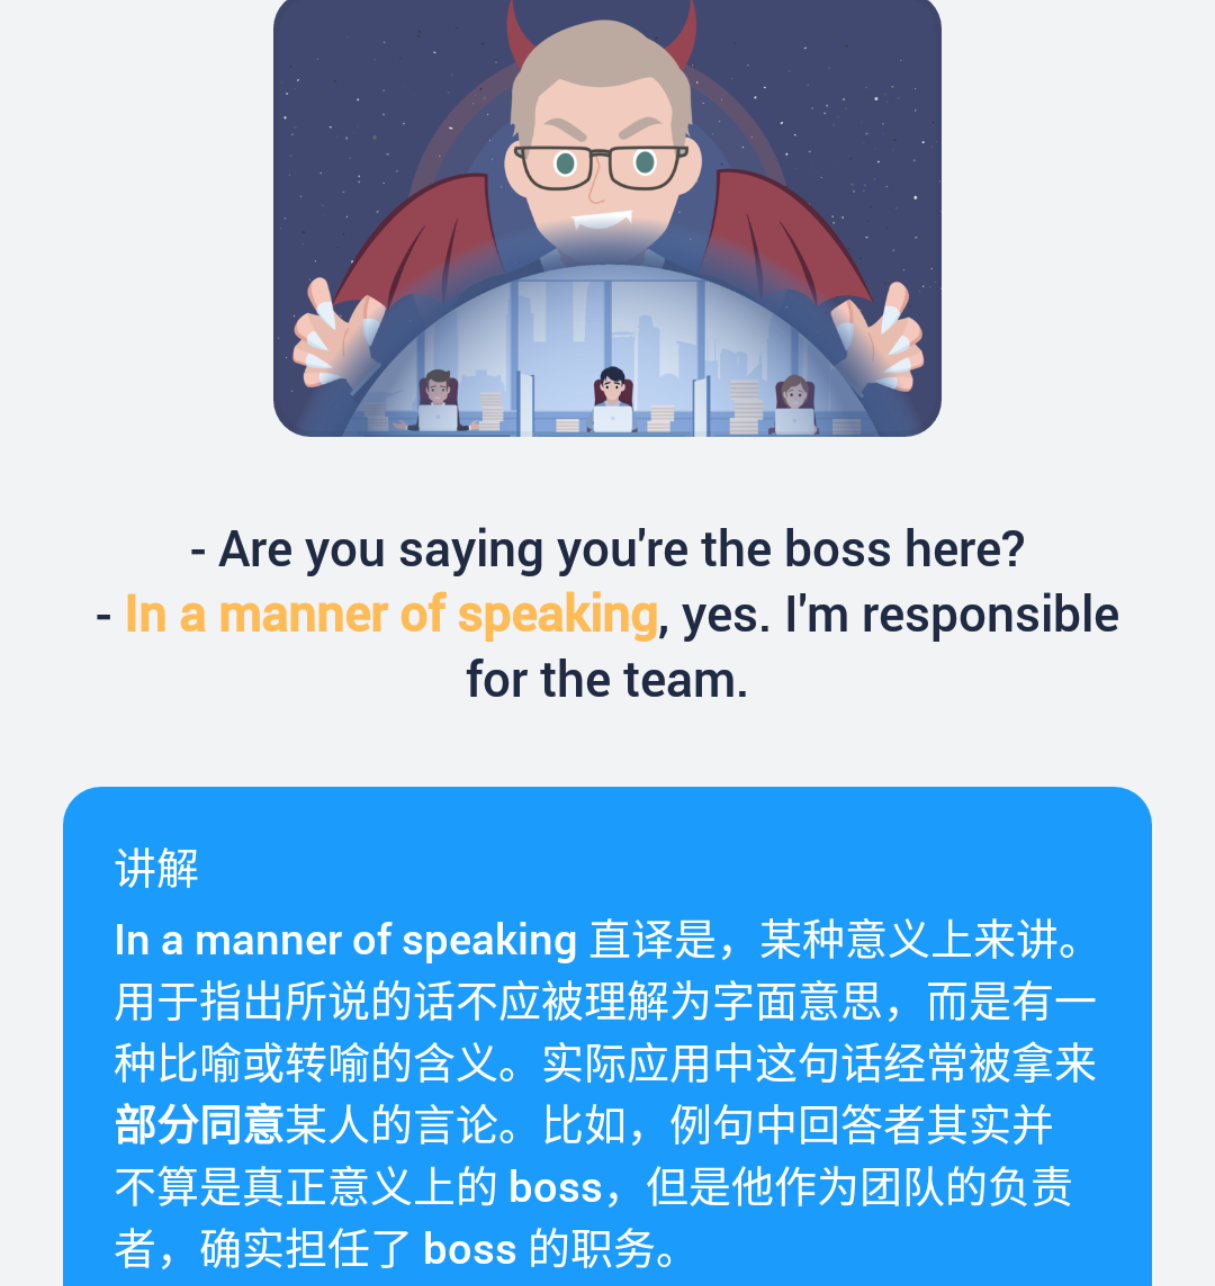 - Are you saying you're the boss here?
- In a manner of speaking, yes. I'm responsible
for the team.
讲解
In a manner of speaking 直译是，某种意义上来讲。
用于指出所说的话不应被理解为字面意思，而是有一
种比喻或转喻的含义。实际应用中这句话经常被拿来
部分同意某人的言论。比如，例句中回答者其实并
不算是真正意义上的 boss，但是他作为团队的负责
者，确实担任了 boss 的职务。